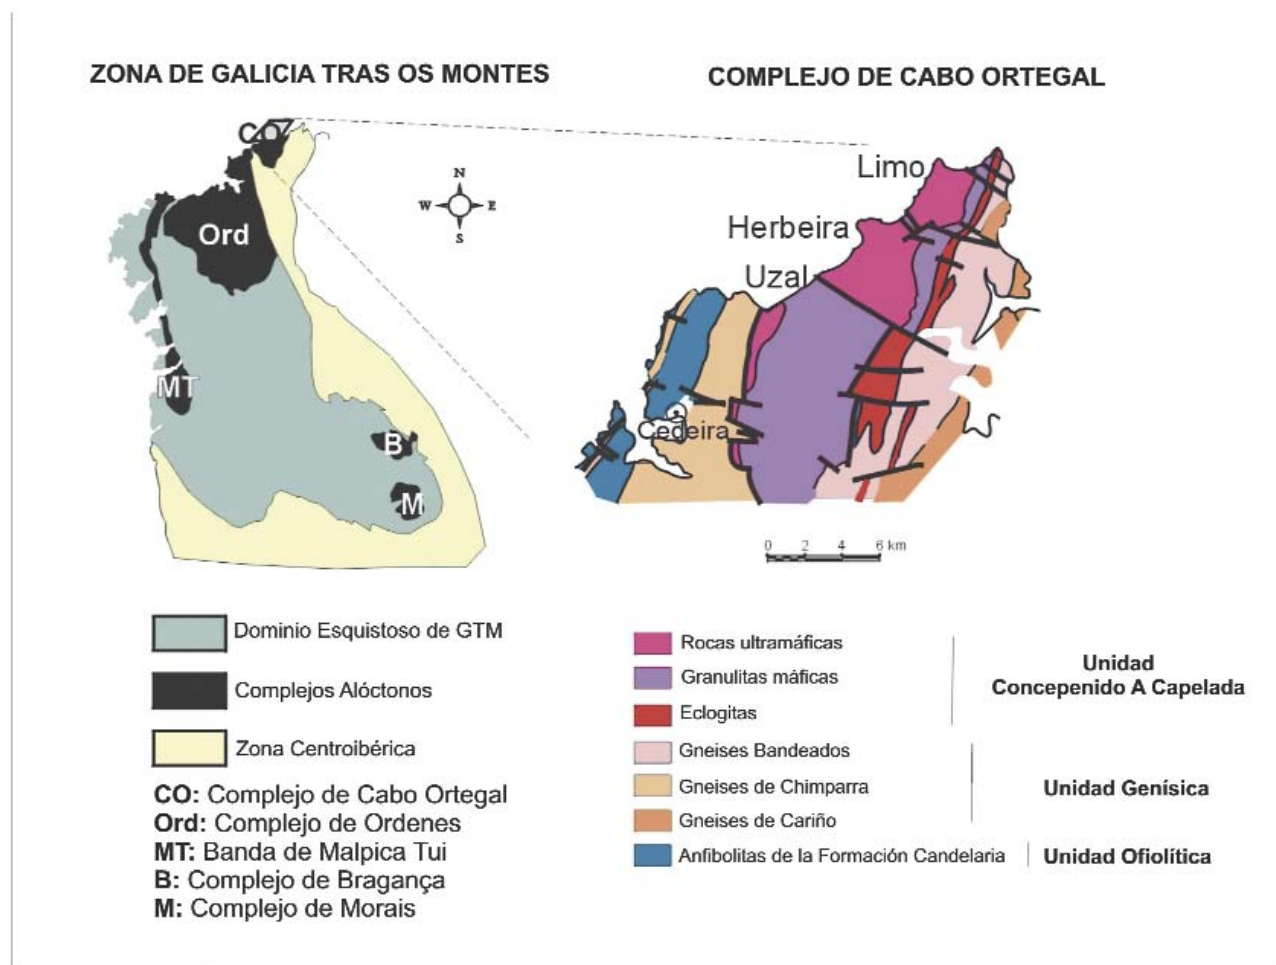 ZONA DE GALICIA TRAS OS MONTES
COMPLEJO DE CABO ORTEGAL
CO
Ord
MT
B
M
N
W E
S
Limo
Herbeira
Uzal
Cedeira
0 2 4 6 km
Dominio Esquistoso de GTM
Complejos Alóctonos
Zona Centroibérica
CO: Complejo de Cabo Ortegal
Ord: Complejo de Ordenes
MT: Banda de Malpica Tui
B: Complejo de Bragança
M: Complejo de Morais
Rocas ultramáficas
Granulitas máficas
Eclogitas
Unidad
Concepenido A Capelada
Gneises Bandeados
Gneises de Chimparra
Gneises de Cariño
Unidad Genísica
Anfibolitas de la Formación Candelaria
Unidad Ofiolítica